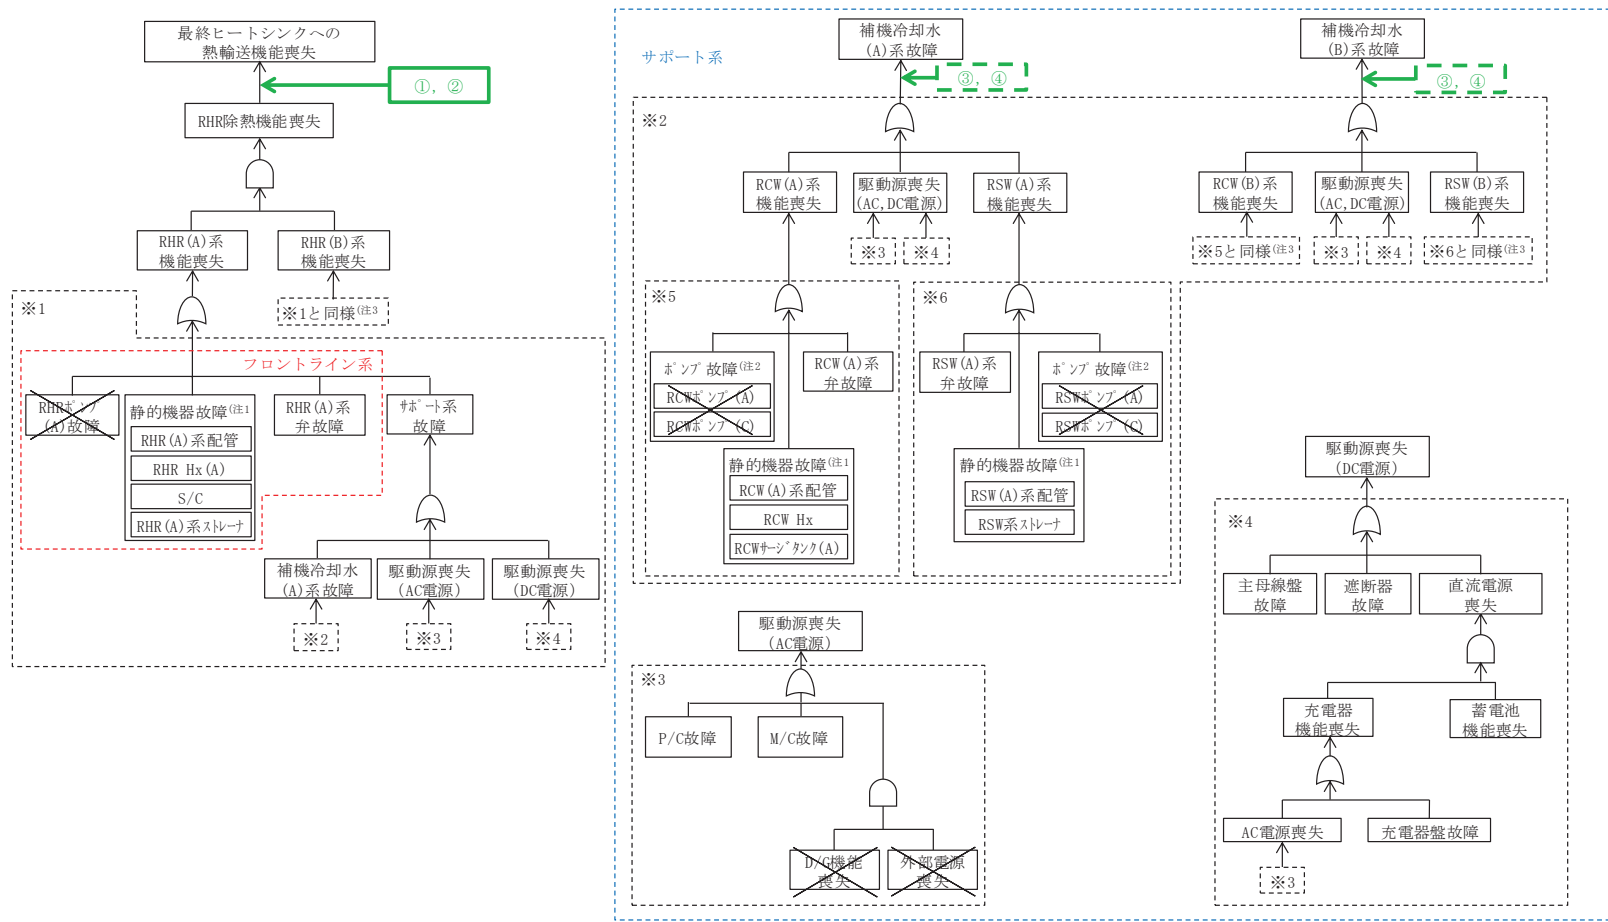 最終ヒートシンクへの
熱輸送機能喪失
①, ②
RHR除熱機能喪失
RHR(A)系
機能喪失
RHR(B)系
機能喪失
※1
※1と同様(注3
フロントライン系
RHRﾎﾟﾝﾌﾟ
(A)故障
静的機器故障(注1
RHR(A)系配管
RHR Hx(A)
S/C
RHR(A)系ｽﾄﾚｰﾅ
RHR(A)系
弁故障
ｻﾎﾟｰﾄ系
故障
補機冷却水
(A)系故障
駆動源喪失
(AC電源)
駆動源喪失
(DC電源)
※2
※3
※4
サポート系
補機冷却水
(A)系故障
③, ④
補機冷却水
(B)系故障
③, ④
※2
RCW(A)系
機能喪失
駆動源喪失
(AC,DC電源)
RSW(A)系
機能喪失
※3
※4
RCW(B)系
機能喪失
駆動源喪失
(AC,DC電源)
RSW(B)系
機能喪失
※5と同様(注3
※3
※4
※6と同様(注3
※5
ﾎﾟﾝﾌﾟ故障(注2
RCWﾎﾟﾝﾌﾟ(A)
RCWﾎﾟﾝﾌﾟ(C)
RCW(A)系
弁故障
静的機器故障(注1
RCW(A)系配管
RCW Hx
RCWｻｰｼﾞﾀﾝｸ(A)
※6
RSW(A)系
弁故障
ﾎﾟﾝﾌﾟ故障(注2
RSWﾎﾟﾝﾌﾟ(A)
RSWﾎﾟﾝﾌﾟ(C)
静的機器故障(注1
RSW(A)系配管
RSW系ｽﾄﾚｰﾅ
駆動源喪失
(AC電源)
※3
P/C故障
M/C故障
D/G機能
喪失
外部電源
喪失
駆動源喪失
(DC電源)
※4
主母線盤
故障
遮断器
故障
直流電源
喪失
充電器
機能喪失
蓄電池
機能喪失
AC電源喪失
充電器盤故障
※3